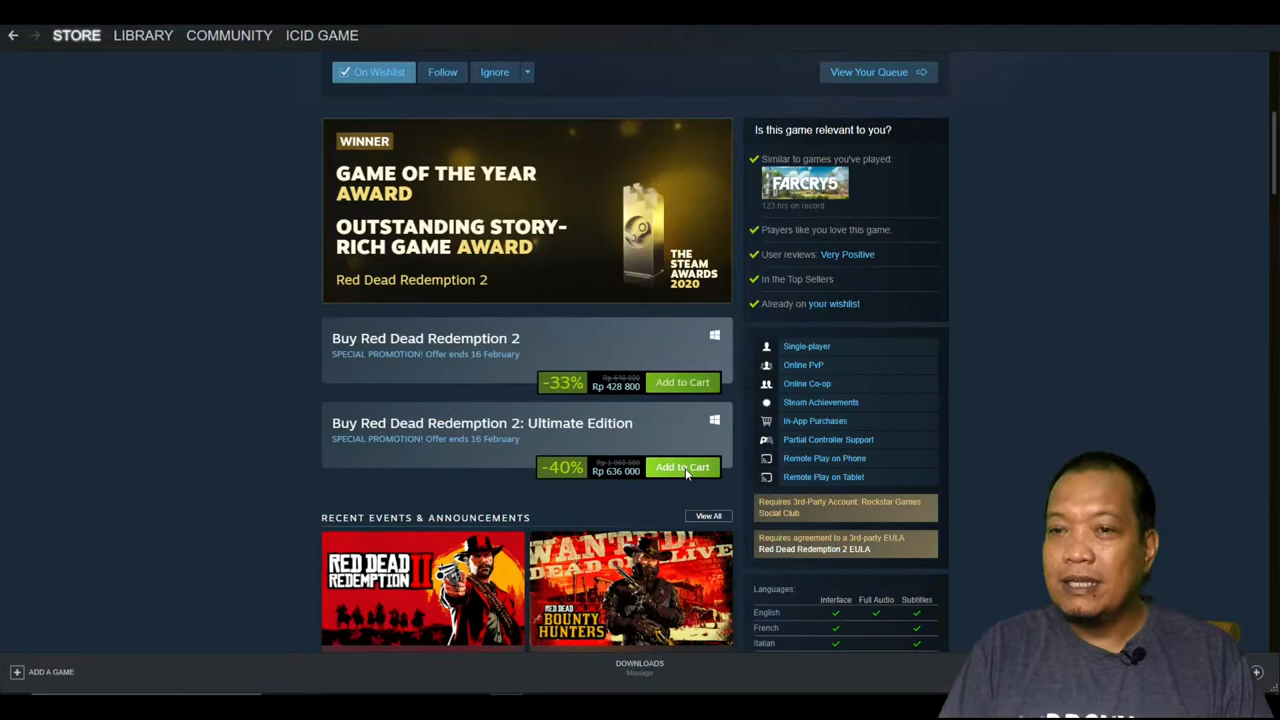 STORE LIBRARY COMMUNITY ICID GAME
On Wishlist Follow Ignore View Your Queue
WINNER
GAME OF THE YEAR
AWARD
OUTSTANDING STORY-
RICH GAME AWARD
Red Dead Redemption 2
THE
STEAM
AWARDS
2020
Is this game relevant to you?
Similar to games you've played:
FARCRY5
123 hrs on record
Players like you love this game.
User reviews: Very Positive
In the Top Sellers
Already on your wishlist
Buy Red Dead Redemption 2
SPECIAL PROMOTION! Offer ends 16 February
-33%
Rp 640 000
Rp 428 800
Add to Cart
Buy Red Dead Redemption 2: Ultimate Edition
SPECIAL PROMOTION! Offer ends 16 February
-40%
Rp 1 060 000
Rp 636 000
Add to Cart
Single-player
Online PvP
Online Co-op
Steam Achievements
In-App Purchases
Partial Controller Support
Remote Play on Phone
Remote Play on Tablet
Requires 3rd-Party Account: Rockstar Games
Social Club
Requires agreement to a 3rd-party EULA
Red Dead Redemption 2 EULA
Languages:
Interface Full Audio Subtitles
English
French
Italian
RECENT EVENTS & ANNOUNCEMENTS View All
RED DEAD
REDEMPTION II
WANTED!
DEAD OR ALIVE
RED DEAD ONLINE
BOUNTY
HUNTERS
ADD A GAME
DOWNLOADS
Manage